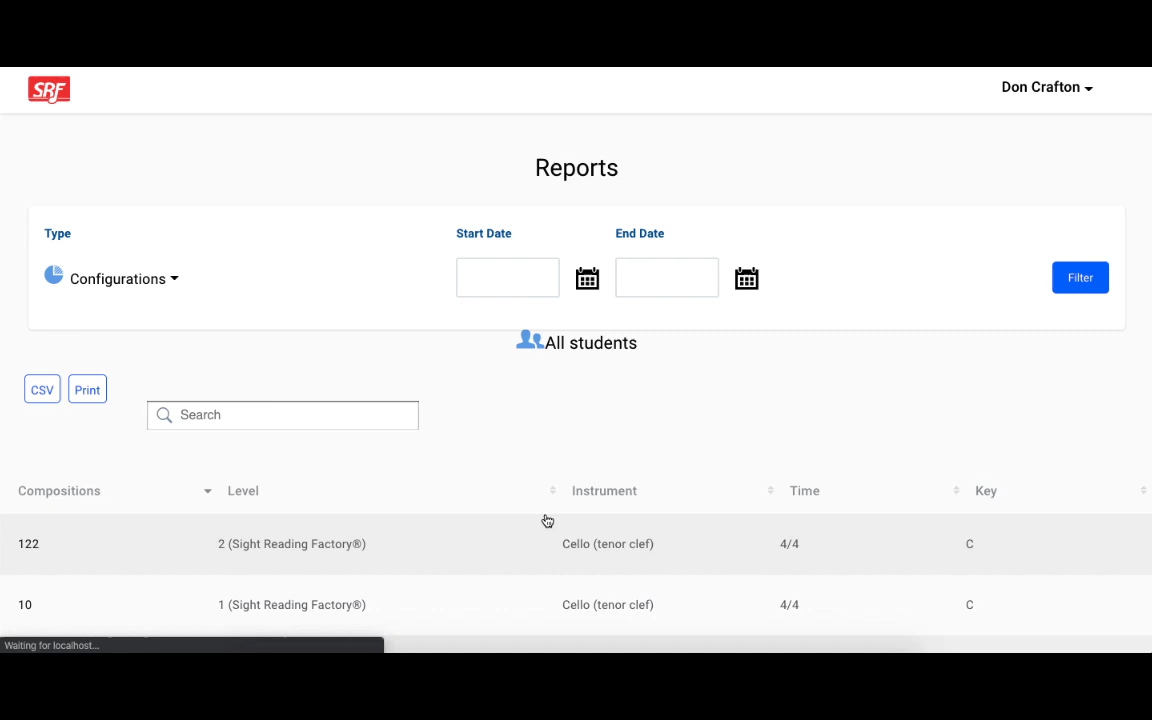 SRF
Don Crafton
Reports
Type
Start Date
End Date
Configurations
Filter
All students
CSV
Print
Search
Compositions
Level
Instrument
Time
Key
122
2 (Sight Reading Factory®)
Cello (tenor clef)
4/4
C
10
1 (Sight Reading Factory®)
Cello (tenor clef)
4/4
C
Waiting for localhost...